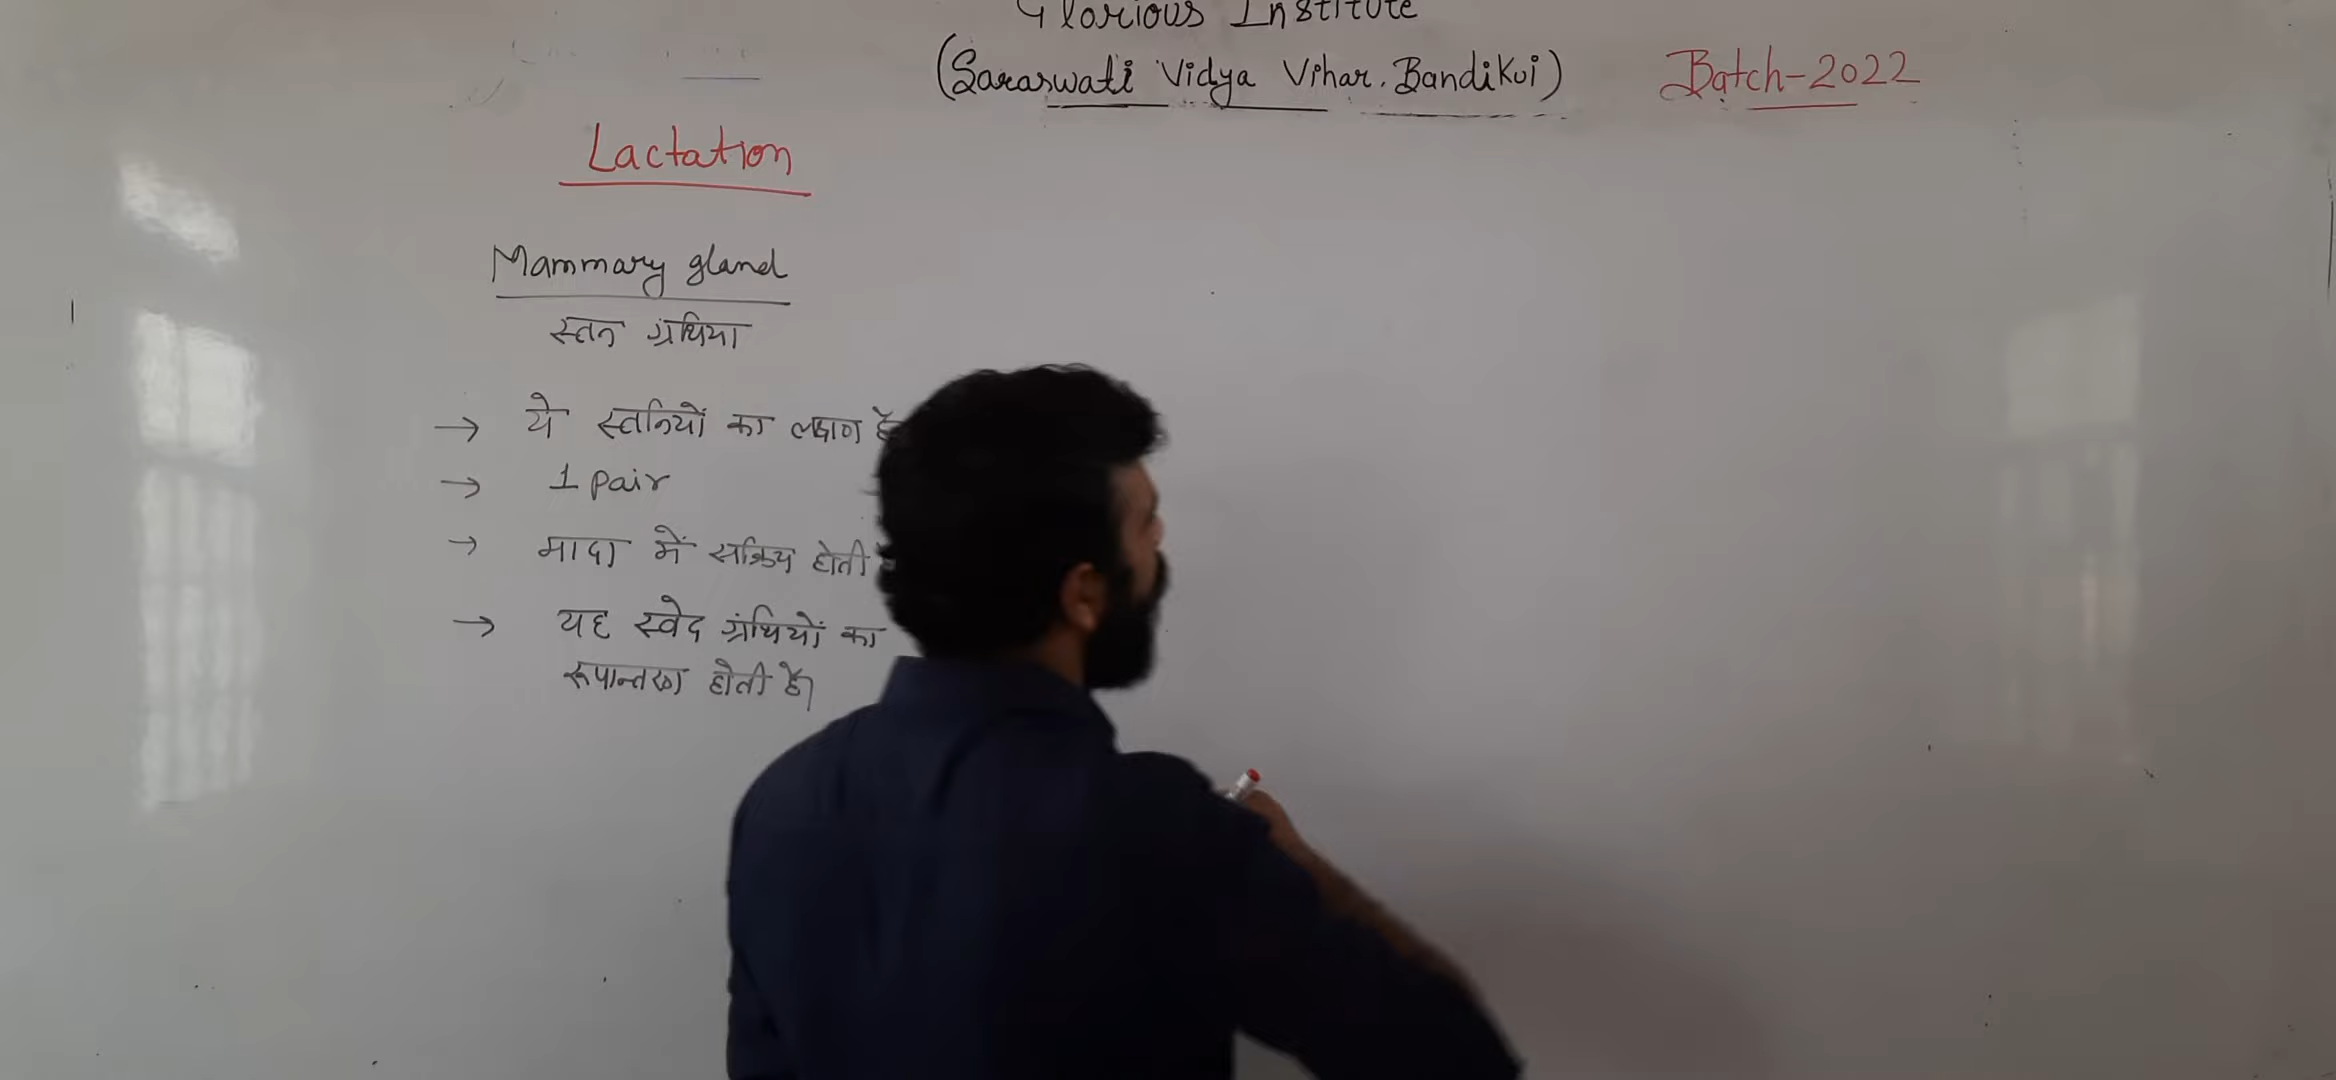 Glorious Institute
(Saraswati Vidya Vihar, Bandikui) Batch-2022
Lactation
Mammary gland
स्तन ग्रंथिया
→ ये स्तनियों का लक्षण है
→ 1 pair
→ मादा में सक्रिय होती
→ यह स्वेद ग्रंथियों का
रूपान्तरण होती है।